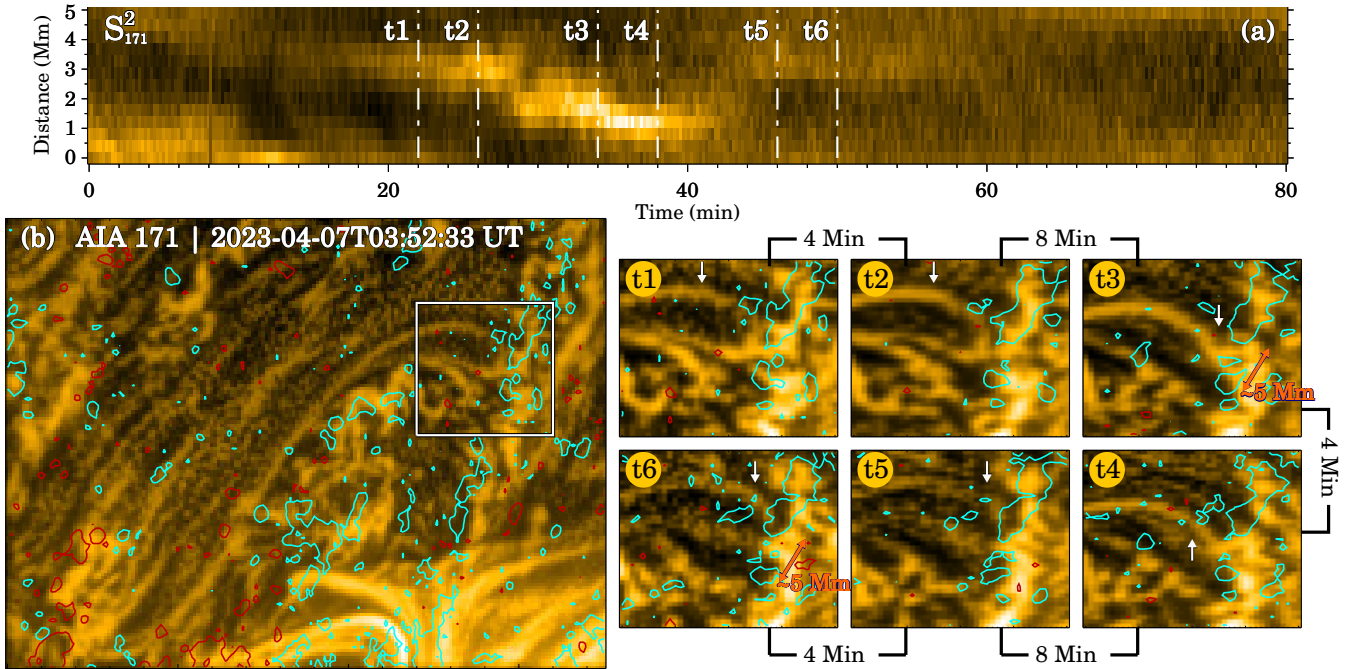 S²₁₇₁ t1 t2 t3 t4 t5 t6 (a)
Distance (Mm)
5
4
3
2
1
0
0 20 40 60 80
Time (min)
(b) AIA 171 | 2023-04-07T03:52:33 UT
4 Min 8 Min
t1 t2 t3
~5 Mm
4 Min
t6 t5 t4
~5 Mm
4 Min 8 Min